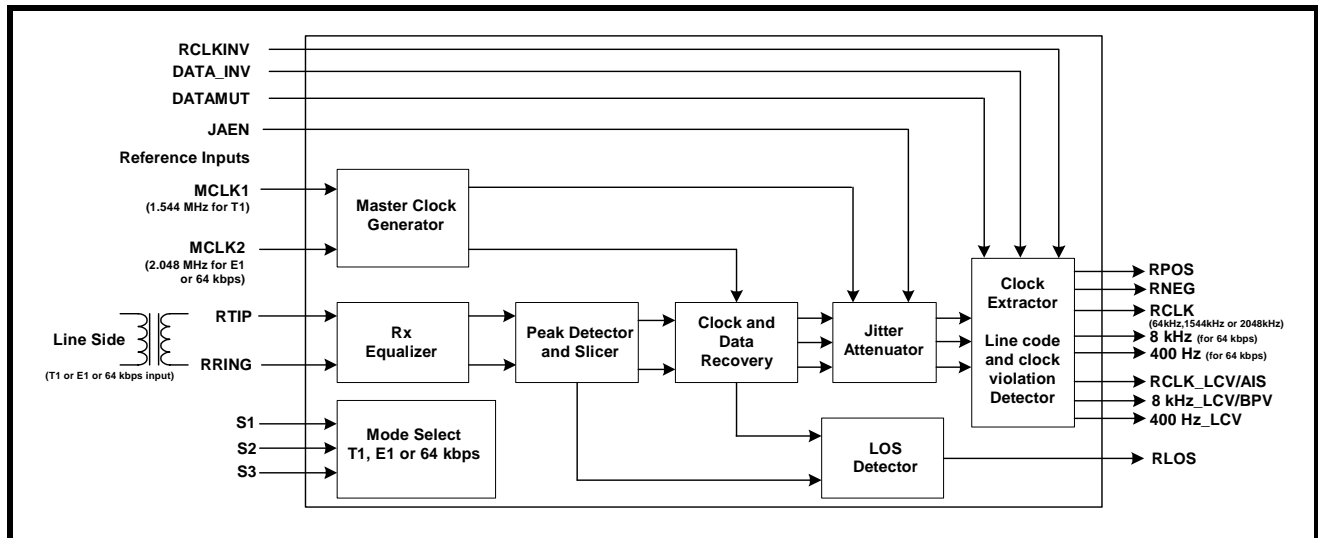 RCLKINV
DATA_INV
DATAMUT
JAEN
Reference Inputs
MCLK1
(1.544 MHz for T1)
MCLK2
(2.048 MHz for E1
or 64 kbps)
Master Clock
Generator
Line Side
(T1 or E1 or 64 kbps input)
RTIP
RRING
Rx
Equalizer
Peak Detector
and Slicer
Clock and
Data
Recovery
Jitter
Attenuator
Clock
Extractor
Line code
and clock
violation
Detector
RPOS
RNEG
RCLK
(64kHz,1544kHz or 2048kHz)
8 kHz (for 64 kbps)
400 Hz (for 64 kbps)
RCLK_LCV/AIS
8 kHz_LCV/BPV
400 Hz_LCV
S1
S2
S3
Mode Select
T1, E1 or 64 kbps
LOS
Detector
RLOS